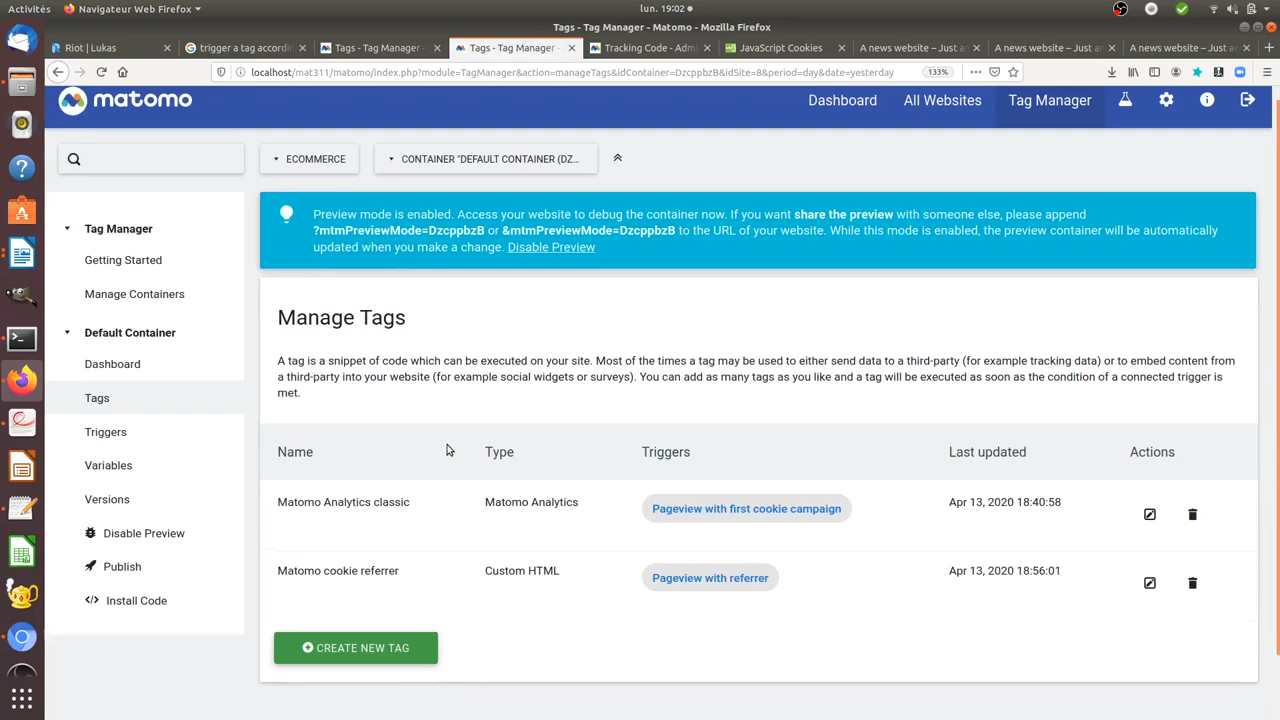 Activités
Navigateur Web Firefox
lun. 19:02
Tags - Tag Manager - Matomo - Mozilla Firefox
Riot | Lukas
trigger a tag accordin
Tags - Tag Manager -
Tags - Tag Manager -
Tracking Code - Admi
JavaScript Cookies
A news website – Just ar
A news website – Just ar
A news website – Just ar
localhost/mat311/matomo/index.php?module=TagManager&action=manageTags&idContainer=DzcppbzB&idSite=8&period=day&date=yesterday
133%
matomo
Dashboard
All Websites
Tag Manager
ECOMMERCE
CONTAINER "DEFAULT CONTAINER (DZ...
Preview mode is enabled. Access your website to debug the container now. If you want share the preview with someone else, please append
?mtmPreviewMode=DzcppbzB or &mtmPreviewMode=DzcppbzB to the URL of your website. While this mode is enabled, the preview container will be automatically
updated when you make a change. Disable Preview
Tag Manager
Getting Started
Manage Containers
Default Container
Dashboard
Tags
Triggers
Variables
Versions
Disable Preview
Publish
Install Code
Manage Tags
A tag is a snippet of code which can be executed on your site. Most of the times a tag may be used to either send data to a third-party (for example tracking data) or to embed content from
a third-party into your website (for example social widgets or surveys). You can add as many tags as you like and a tag will be executed as soon as the condition of a connected trigger is
met.
Name
Type
Triggers
Last updated
Actions
Matomo Analytics classic
Matomo Analytics
Pageview with first cookie campaign
Apr 13, 2020 18:40:58
Matomo cookie referrer
Custom HTML
Pageview with referrer
Apr 13, 2020 18:56:01
CREATE NEW TAG